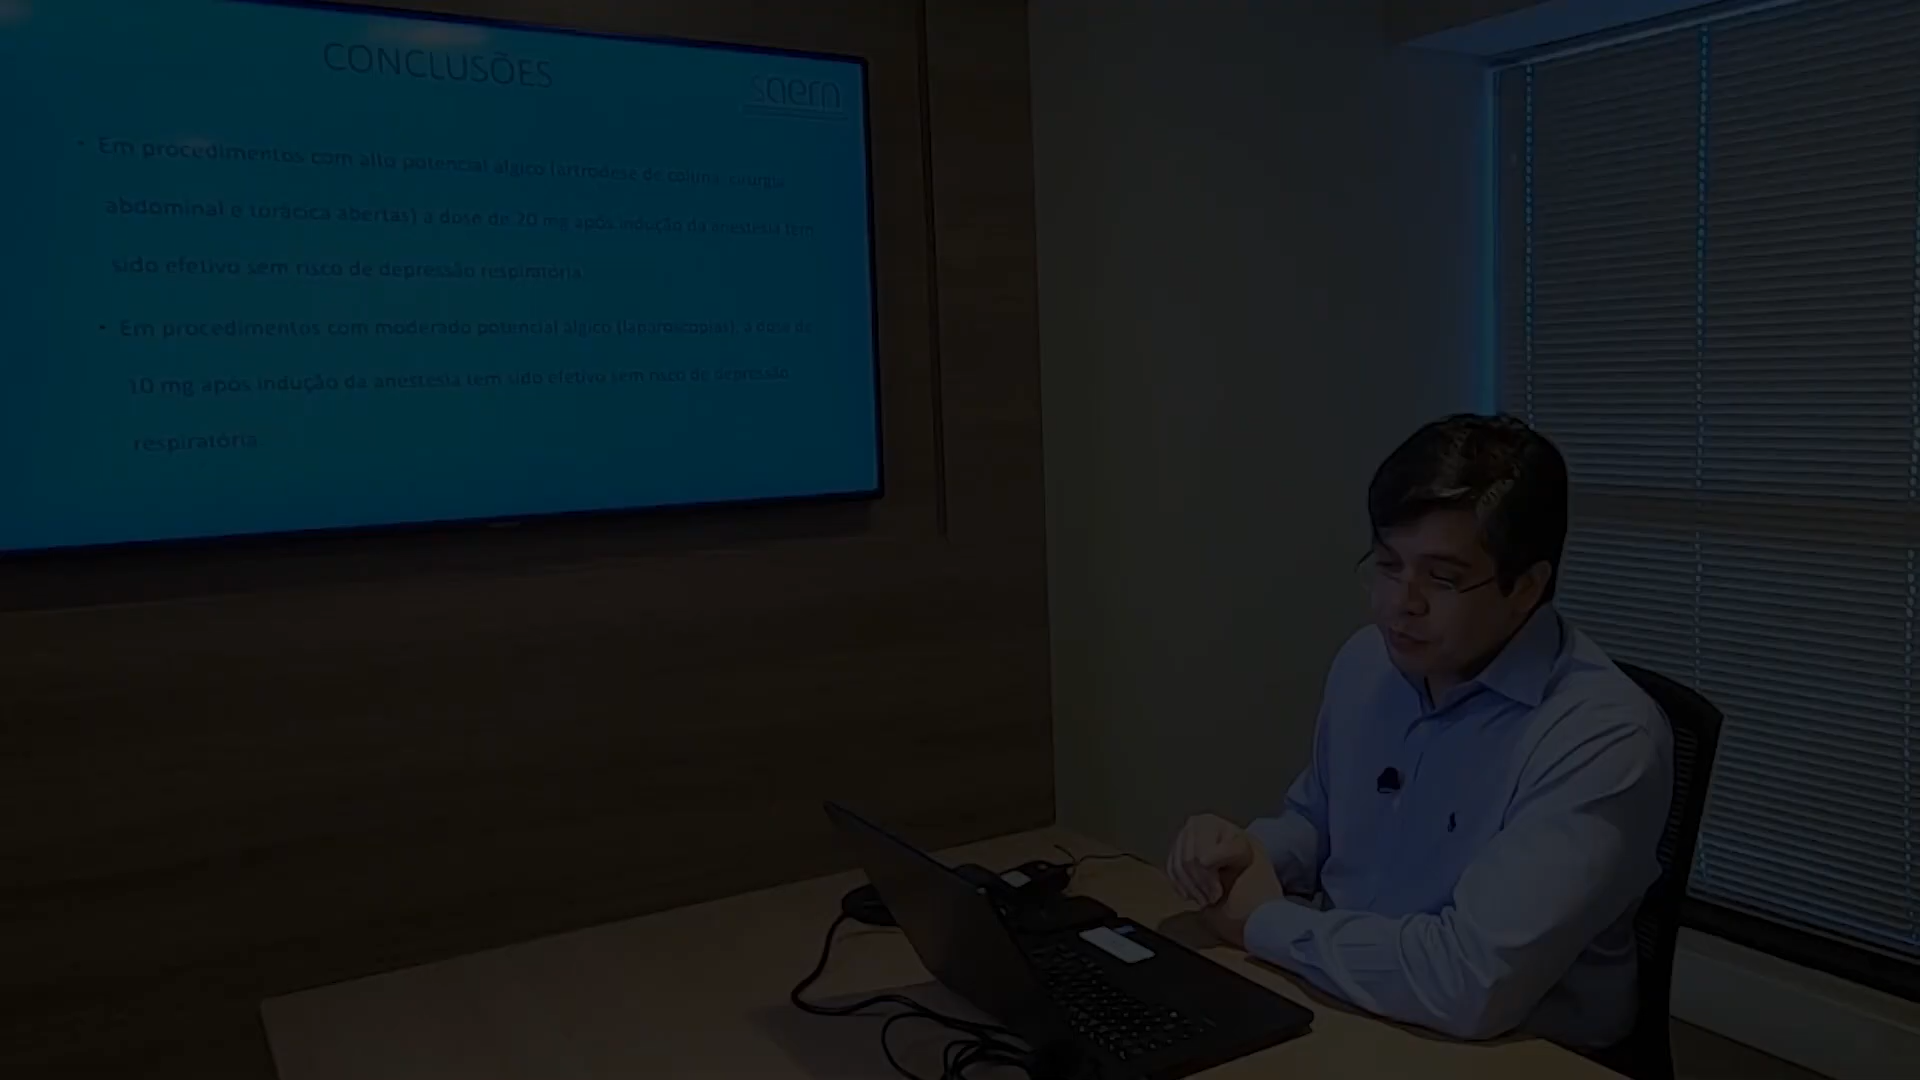 CONCLUSÕES
saern
• Em procedimentos com alto potencial álgico (artrodese de coluna, cirurgia
abdominal e torácica abertas) a dose de 20 mg após indução da anestesia tem
sido efetivo sem risco de depressão respiratória
• Em procedimentos com moderado potencial álgico (laparoscopias), a dose de
10 mg após indução da anestesia tem sido efetivo sem risco de depressão
respiratória